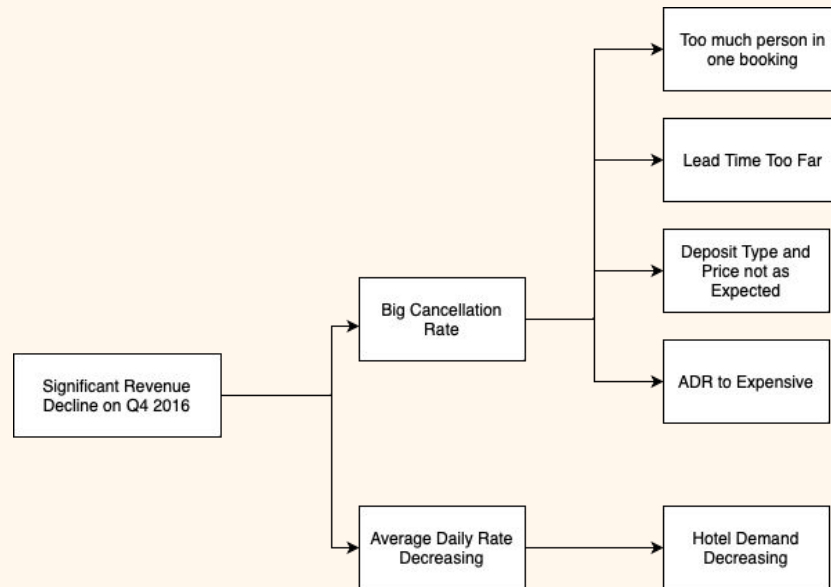 Significant Revenue
Decline on Q4 2016
Big Cancellation
Rate
Average Daily Rate
Decreasing
Too much person in
one booking
Lead Time Too Far
Deposit Type and
Price not as
Expected
ADR to Expensive
Hotel Demand
Decreasing